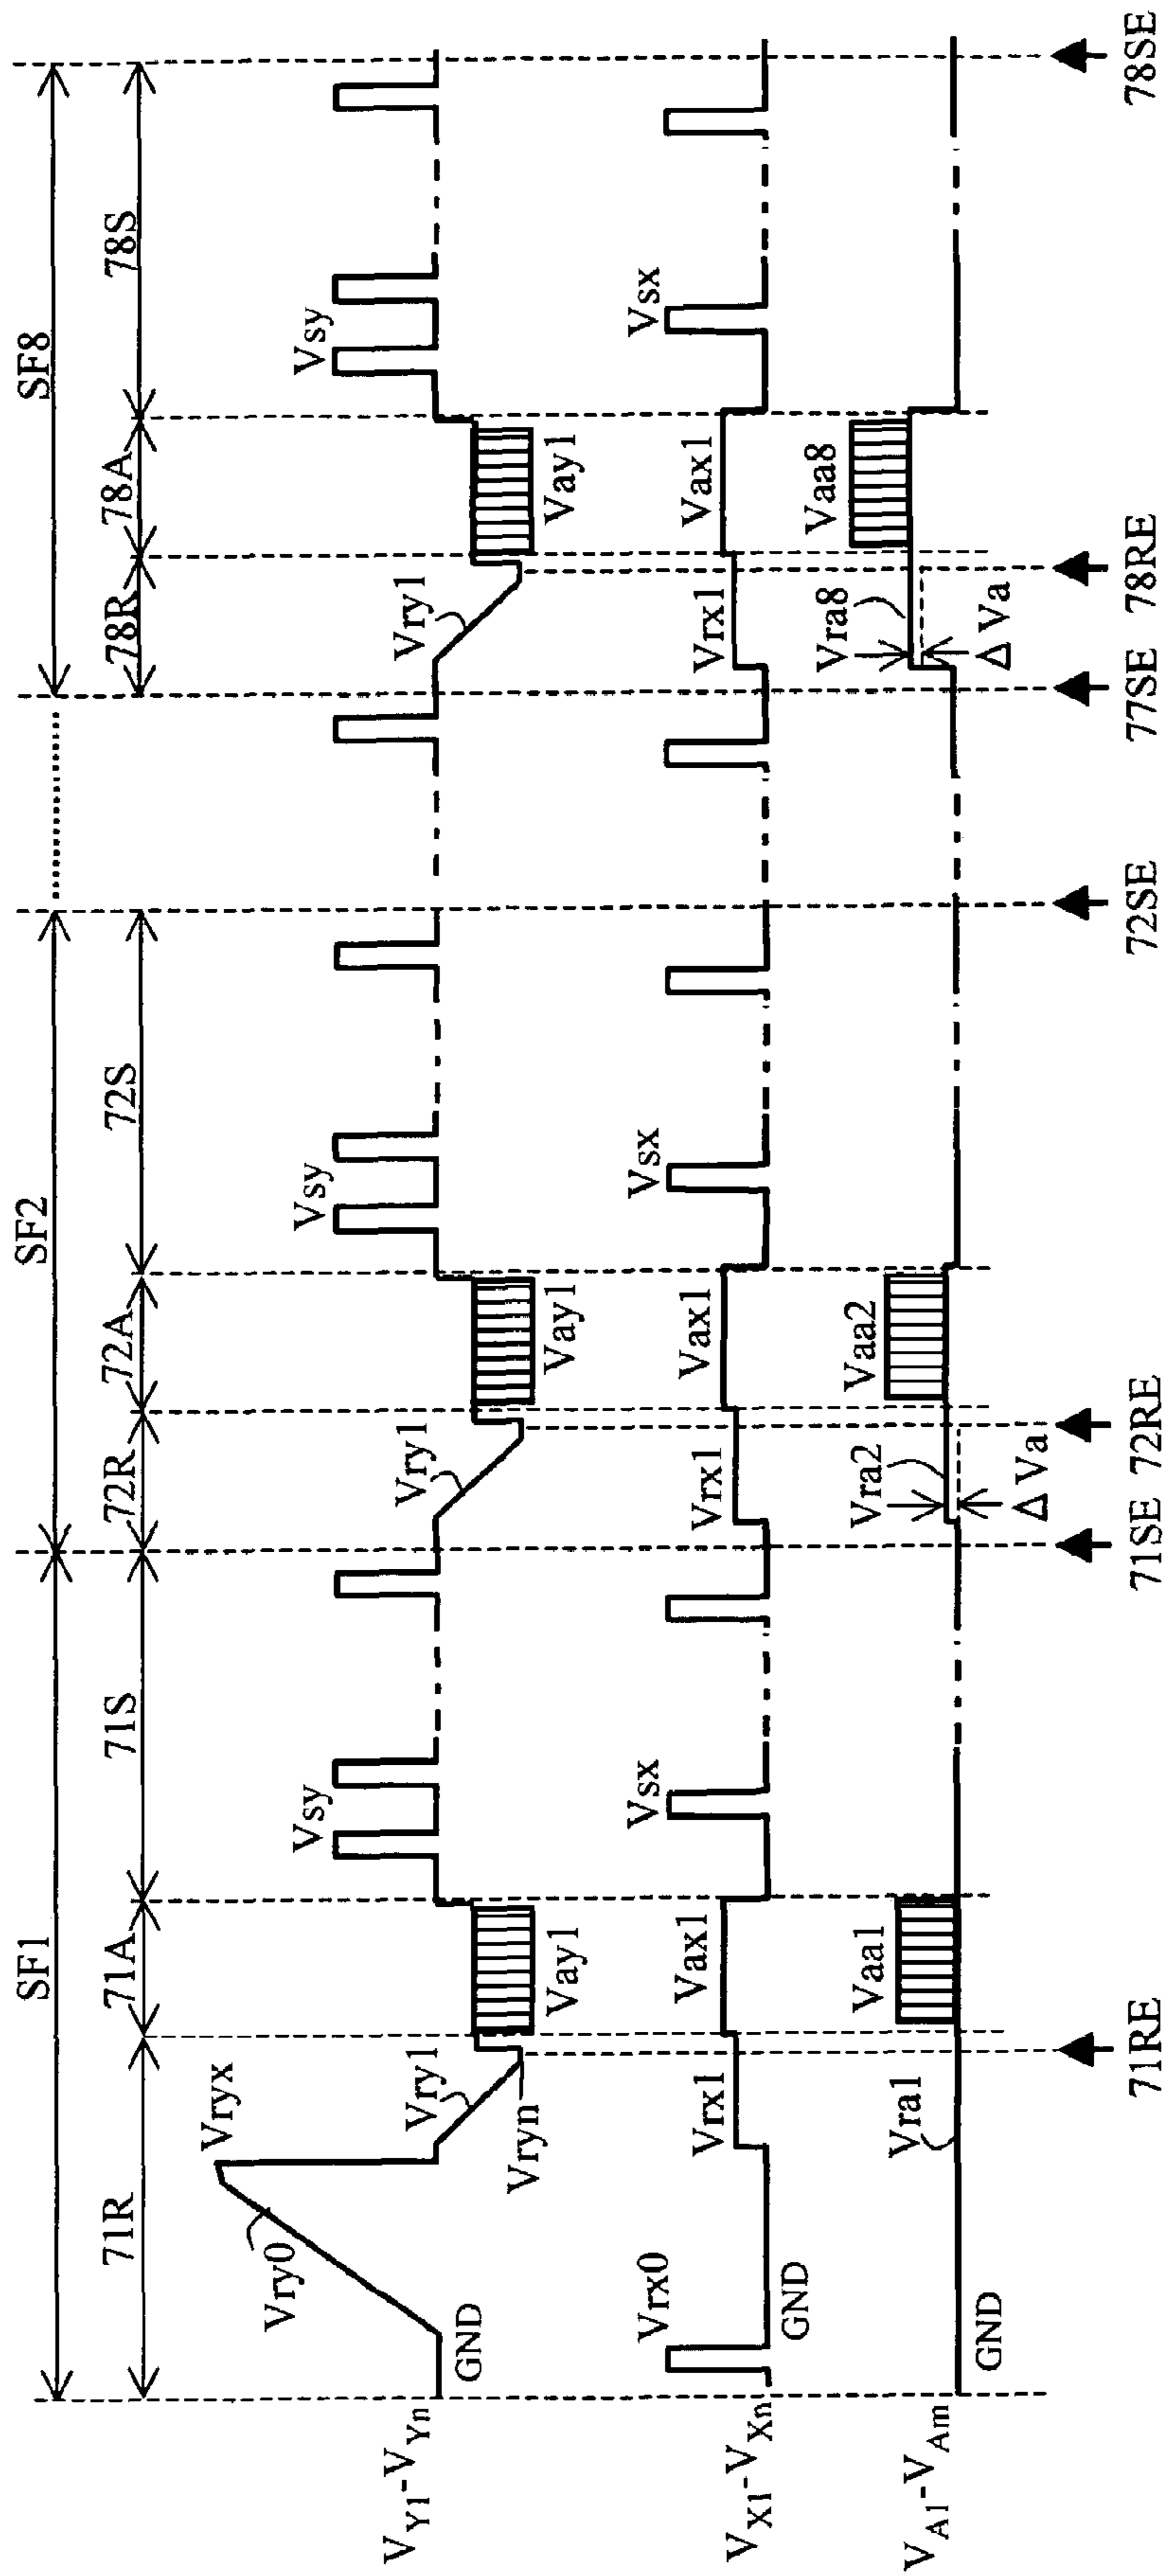 SF1 SF2 SF8
71R 71A 71S 72R 72A 72S 78R 78A 78S
Vryx
Vry0 Vsy Vsy Vsy
Vry1 Vry1 Vry1
GND Vryn Vay1 Vay1 Vay1
VY1-VYn
Vrx0 Vsx Vsx Vsx
Vrx1 Vax1 Vrx1 Vax1 Vrx1 Vax1
GND
VX1-VXn
Vra1 Vaa1 Vra2 Vaa2 Vra8 Vaa8
GND
VA1-VAm
Δ Va Δ Va
71RE 71SE 72RE 72SE 77SE 78RE 78SE